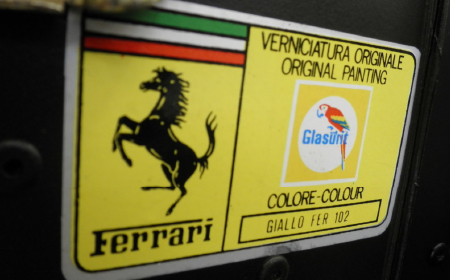 VERNICIATURA ORIGINALE
ORIGINAL PAINTING
Glasurit
COLORE-COLOUR
GIALLO FER 102
Ferrari